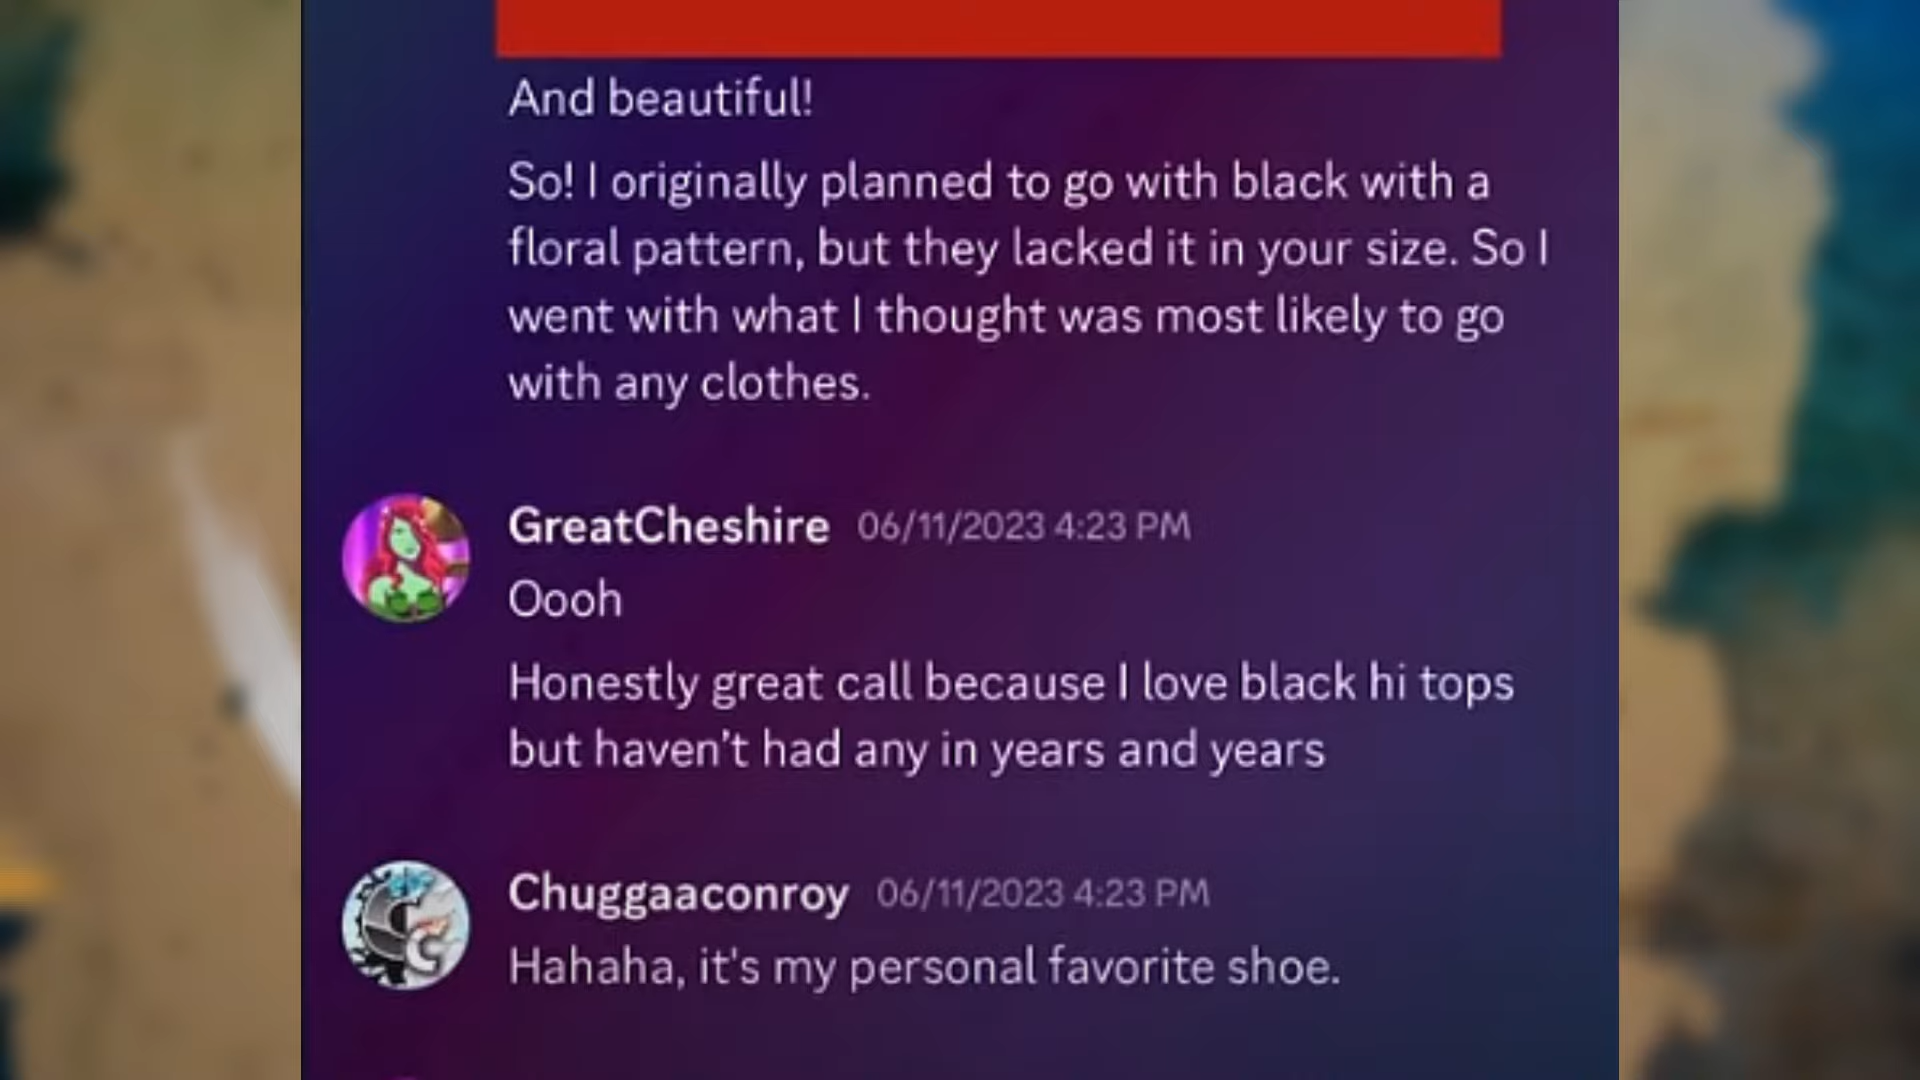 And beautiful!
So! I originally planned to go with black with a
floral pattern, but they lacked it in your size. So I
went with what I thought was most likely to go
with any clothes.
GreatCheshire 06/11/2023 4:23 PM
Oooh
Honestly great call because I love black hi tops
but haven't had any in years and years
Chuggaaconroy 06/11/2023 4:23 PM
Hahaha, it's my personal favorite shoe.